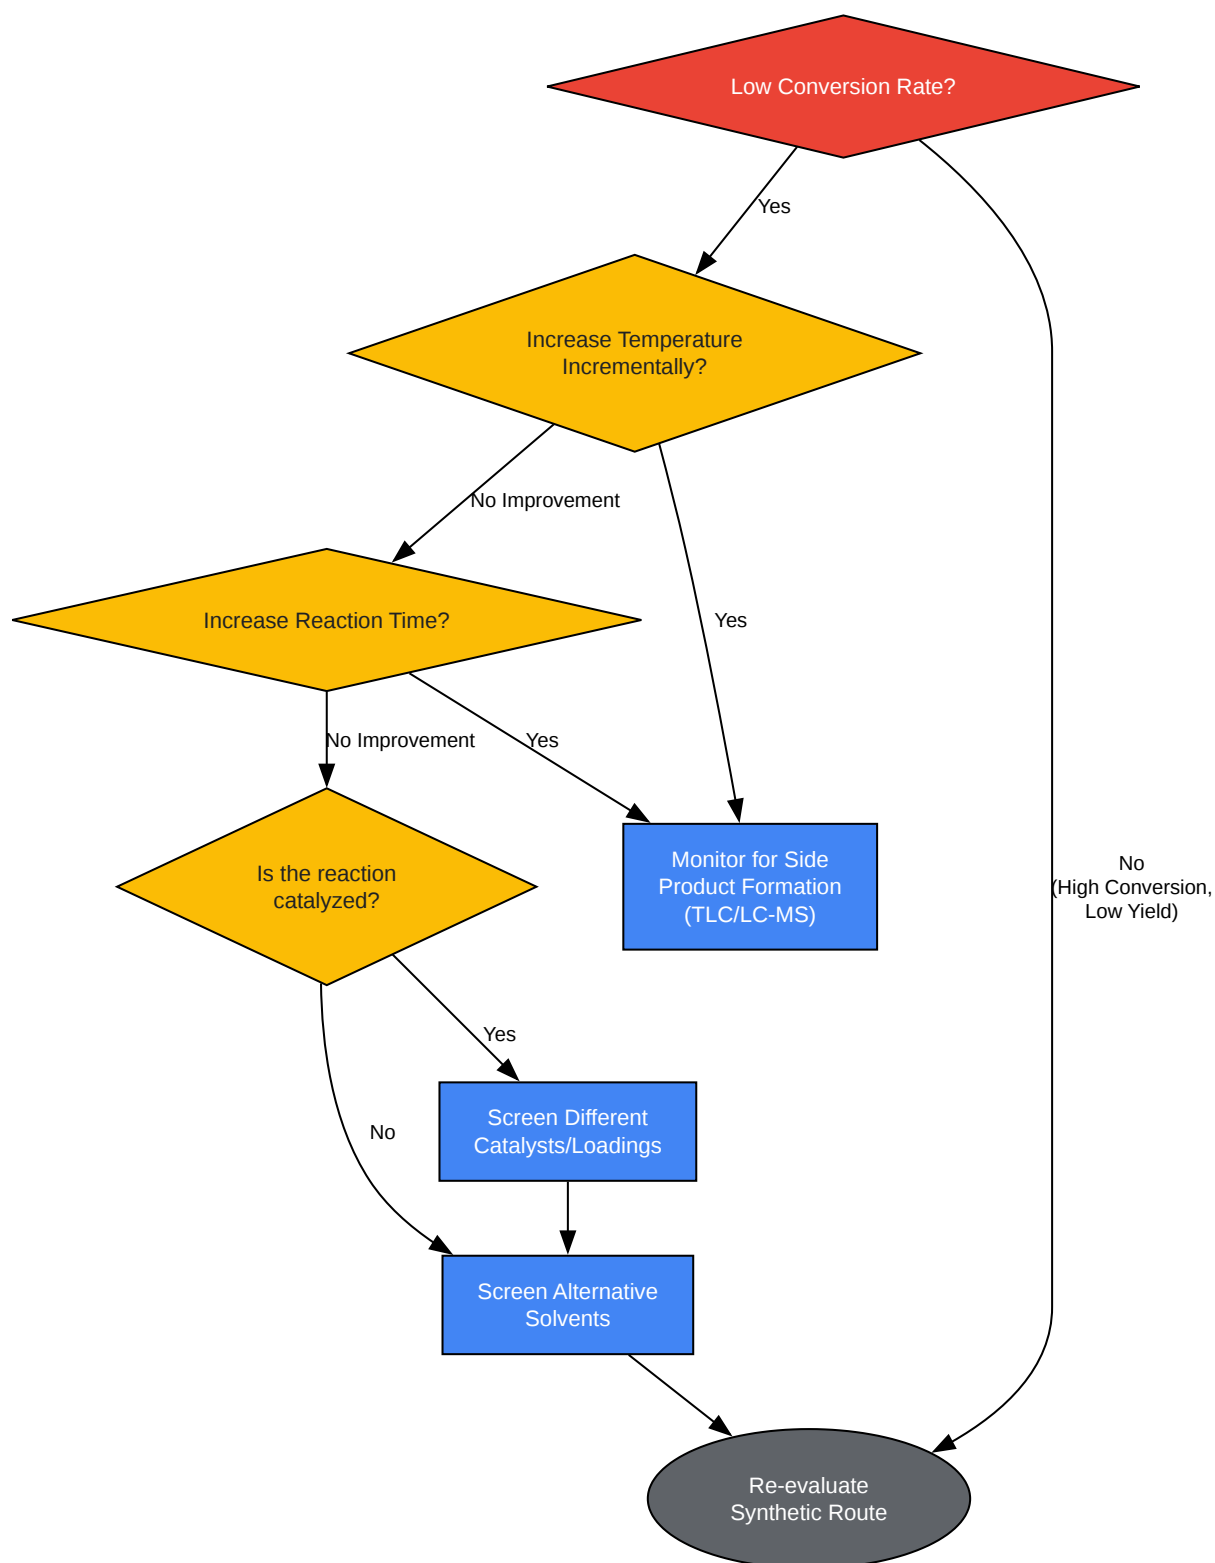 Low Conversion Rate?
Yes
Increase Temperature
Incrementally?
No Improvement
Increase Reaction Time?
Yes
No Improvement
Yes
Is the reaction
catalyzed?
Monitor for Side
Product Formation
(TLC/LC-MS)
No
(High Conversion,
Low Yield)
Yes
Screen Different
Catalysts/Loadings
No
Screen Alternative
Solvents
Re-evaluate
Synthetic Route